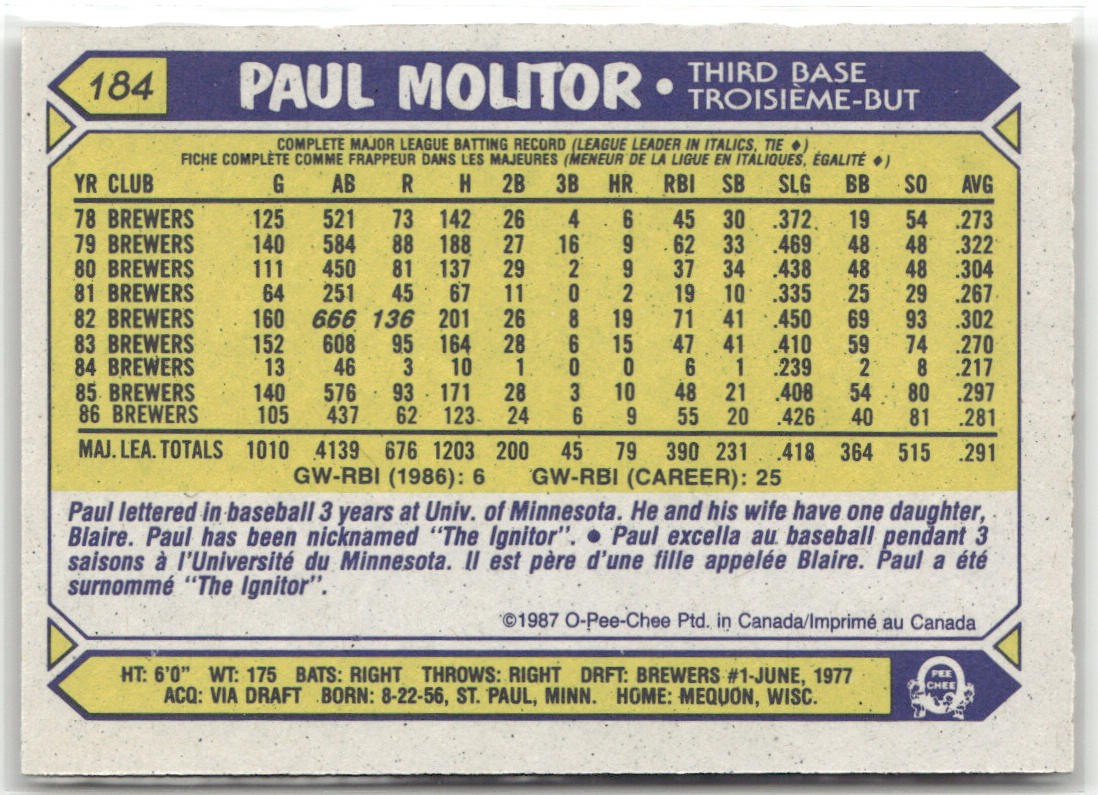 184 PAUL MOLITOR • THIRD BASE
TROISIÈME-BUT
COMPLETE MAJOR LEAGUE BATTING RECORD (LEAGUE LEADER IN ITALICS, TIE ♦)
FICHE COMPLÈTE COMME FRAPPEUR DANS LES MAJEURES (MENEUR DE LA LIGUE EN ITALIQUES, ÉGALITÉ ♦)
YR CLUB G AB R H 2B 3B HR RBI SB SLG BB SO AVG
78 BREWERS 125 521 73 142 26 4 6 45 30 .372 19 54 .273
79 BREWERS 140 584 88 188 27 16 9 62 33 .469 48 48 .322
80 BREWERS 111 450 81 137 29 2 9 37 34 .438 48 48 .304
81 BREWERS 64 251 45 67 11 0 2 19 10 .335 25 29 .267
82 BREWERS 160 666 136 201 26 8 19 71 41 .450 69 93 .302
83 BREWERS 152 608 95 164 28 6 15 47 41 .410 59 74 .270
84 BREWERS 13 46 3 10 1 0 0 6 1 .239 2 8 .217
85 BREWERS 140 576 93 171 28 3 10 48 21 .408 54 80 .297
86 BREWERS 105 437 62 123 24 6 9 55 20 .426 40 81 .281
MAJ. LEA. TOTALS 1010 4139 676 1203 200 45 79 390 231 .418 364 515 .291
GW-RBI (1986): 6 GW-RBI (CAREER): 25
Paul lettered in baseball 3 years at Univ. of Minnesota. He and his wife have one daughter,
Blaire. Paul has been nicknamed "The Ignitor". • Paul excella au baseball pendant 3
saisons à l'Université du Minnesota. Il est père d'une fille appelée Blaire. Paul a été
surnommé "The Ignitor".
©1987 O-Pee-Chee Ptd. in Canada/Imprimé au Canada
HT: 6'0" WT: 175 BATS: RIGHT THROWS: RIGHT DRFT: BREWERS #1-JUNE, 1977
ACQ: VIA DRAFT BORN: 8-22-56, ST. PAUL, MINN. HOME: MEQUON, WISC.
O PEE
CHEE